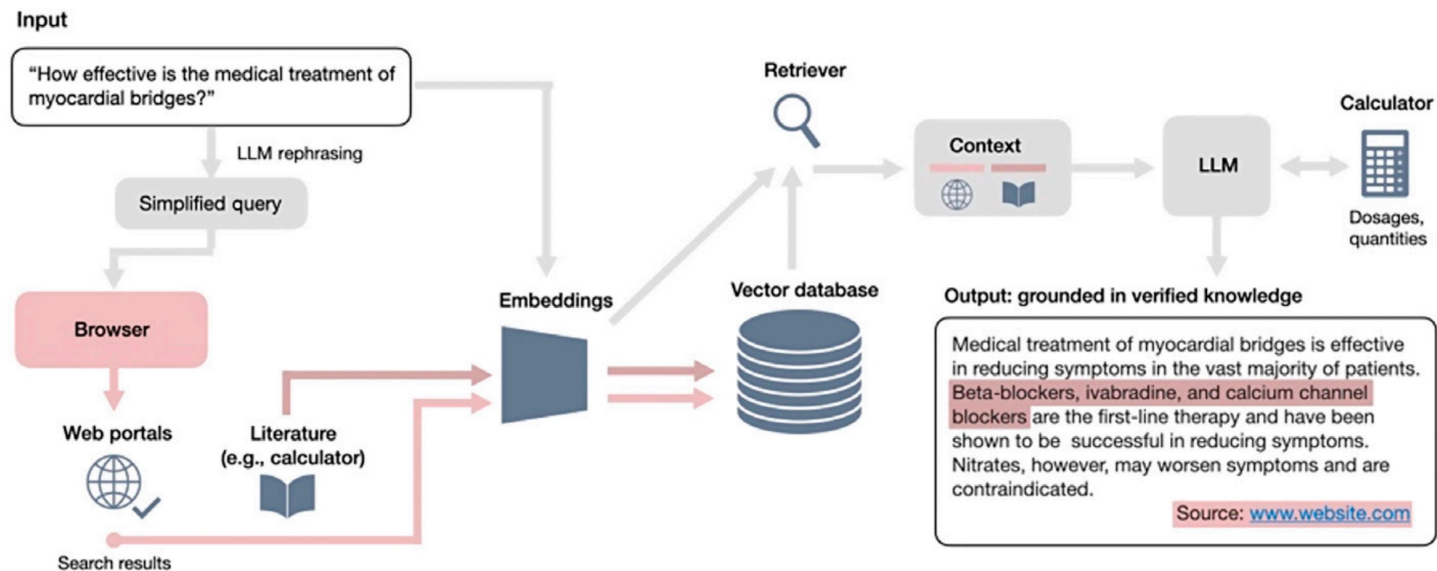 Input
“How effective is the medical treatment of
myocardial bridges?”
LLM rephrasing
Simplified query
Browser
Web portals
Search results
Literature
(e.g., calculator)
Embeddings
Vector database
Retriever
Context
LLM
Calculator
Dosages,
quantities
Output: grounded in verified knowledge
Medical treatment of myocardial bridges is effective
in reducing symptoms in the vast majority of patients.
Beta-blockers, ivabradine, and calcium channel
blockers are the first-line therapy and have been
shown to be successful in reducing symptoms.
Nitrates, however, may worsen symptoms and are
contraindicated.
Source: www.website.com